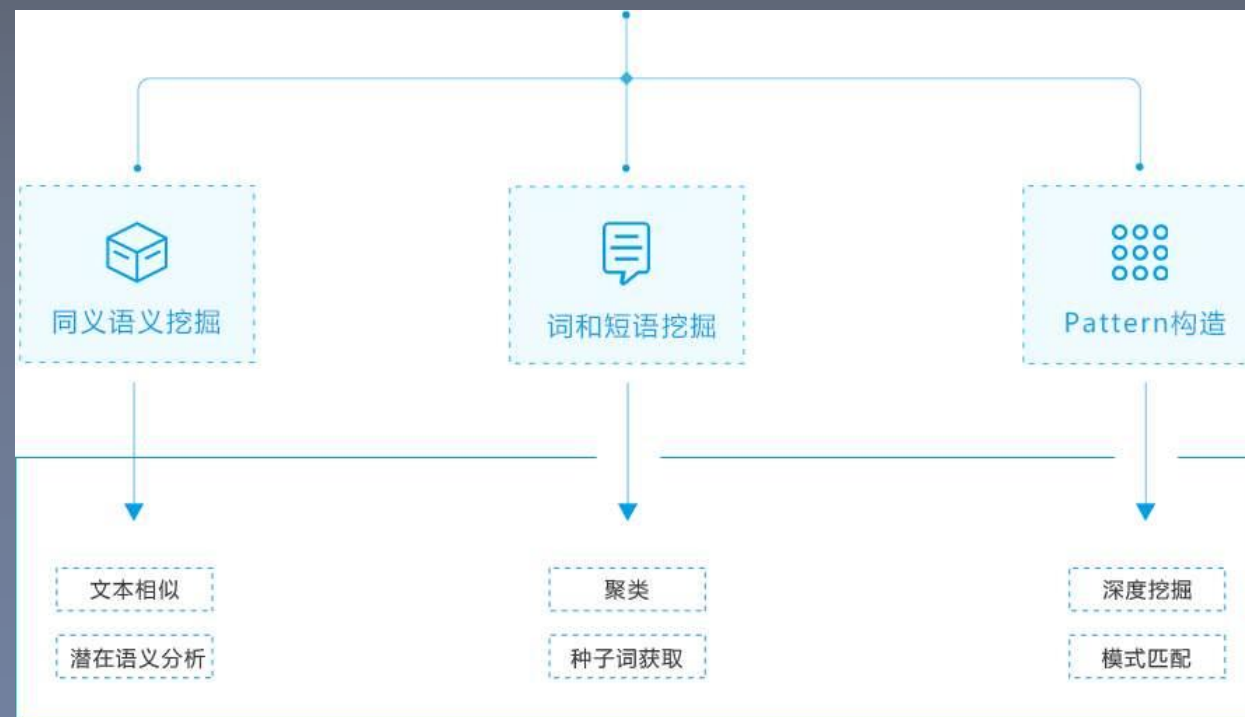 同义语义挖掘
词和短语挖掘
Pattern构造
文本相似
聚类
深度挖掘
潜在语义分析
种子词获取
模式匹配